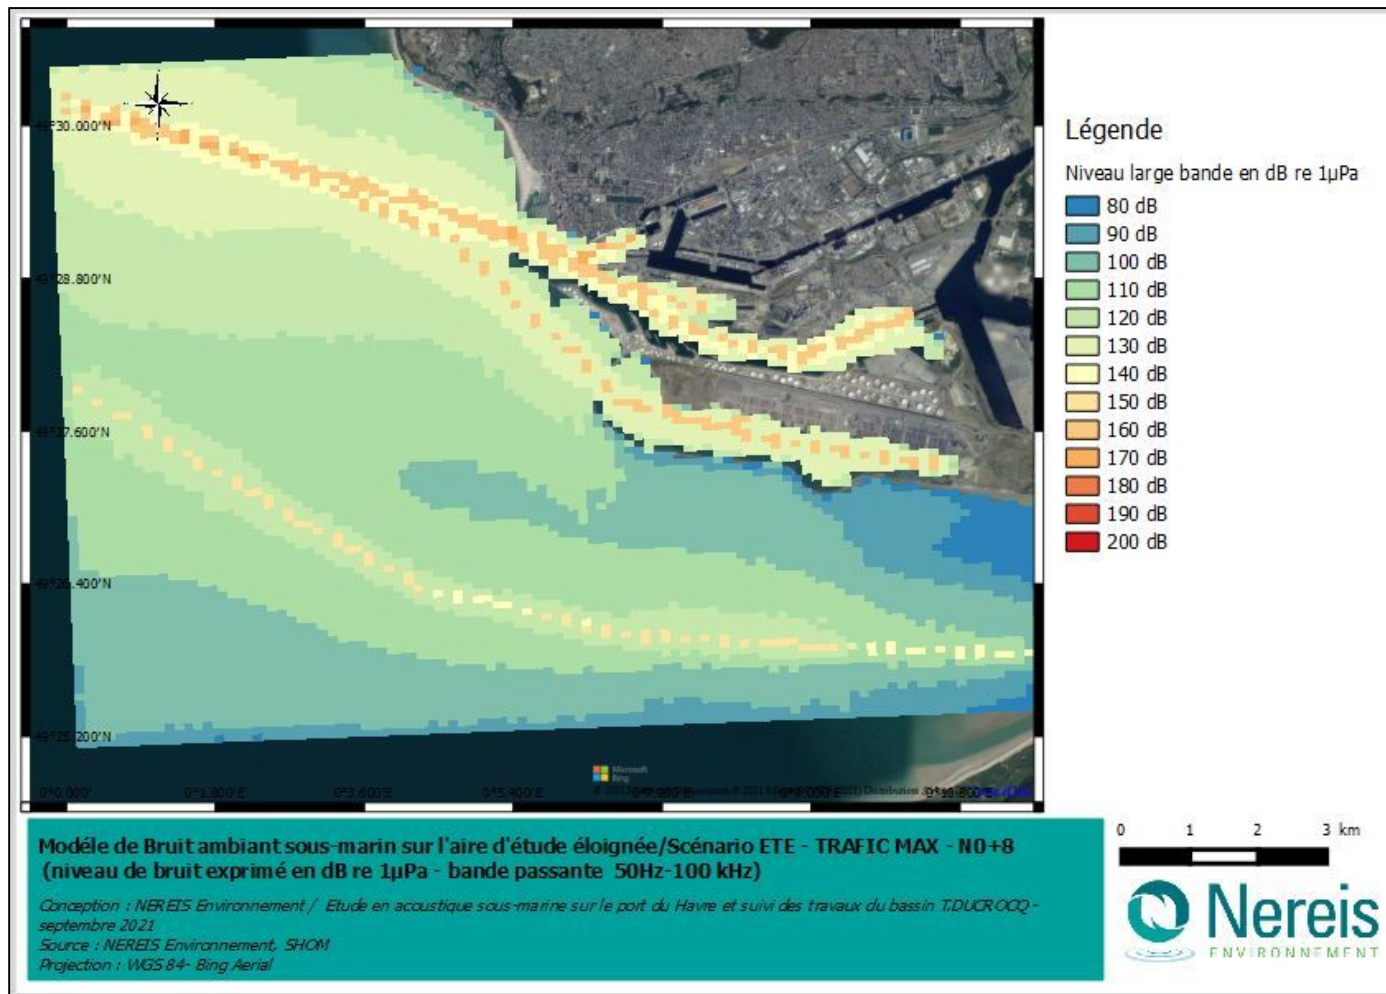 Légende
Niveau large bande en dB re 1µPa
80 dB
90 dB
100 dB
110 dB
120 dB
130 dB
140 dB
150 dB
160 dB
170 dB
180 dB
190 dB
200 dB
49°30.000'N
49°28.800'N
49°27.600'N
49°26.400'N
49°25.200'N
Microsoft
Bing
0°0.000'E 0°1.800'E 0°3.600'E 0°5.400'E
Modéle de Bruit ambiant sous-marin sur l'aire d'étude éloignée/Scénario ETE - TRAFIC MAX - N0+8
(niveau de bruit exprimé en dB re 1µPa - bande passante 50Hz-100 kHz)
Conception : NEREIS Environnement / Etude en acoustique sous-marine sur le port du Havre et suivi des travaux du bassin T.DUCROCQ -
septembre 2021
Source : NEREIS Environnement, SHOM
Projection : WGS 84- Bing Aerial
0 1 2 3 km
Nereis
ENVIRONNEMENT